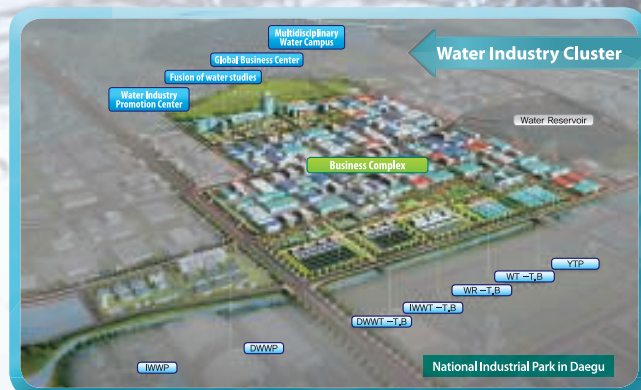 Multidisciplinary
Water Campus
Global Business Center
Fusion of water studies
Water Industry
Promotion Center
Water Industry Cluster
Water Reservoir
Business Complex
YTP
WT-T.B
WR-T.B
IWWT-T.B
DWWT-T.B
DWWP
IWWP
National Industrial Park in Daegu